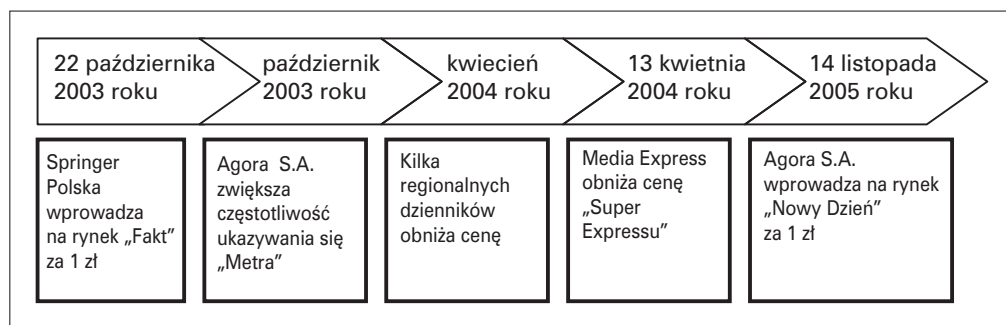 22 października
2003 roku
październik
2003 roku
kwiecień
2004 roku
13 kwietnia
2004 roku
14 listopada
2005 roku
Springer
Polska
wprowadza
na rynek „Fakt”
za 1 zł
Agora S.A.
zwiększa
częstotliwość
ukazywania się
„Metra”
Kilka
regionalnych
dzienników
obniża cenę
Media Express
obniża cenę
„Super
Expressu”
Agora S.A.
wprowadza na rynek
„Nowy Dzień”
za 1 zł